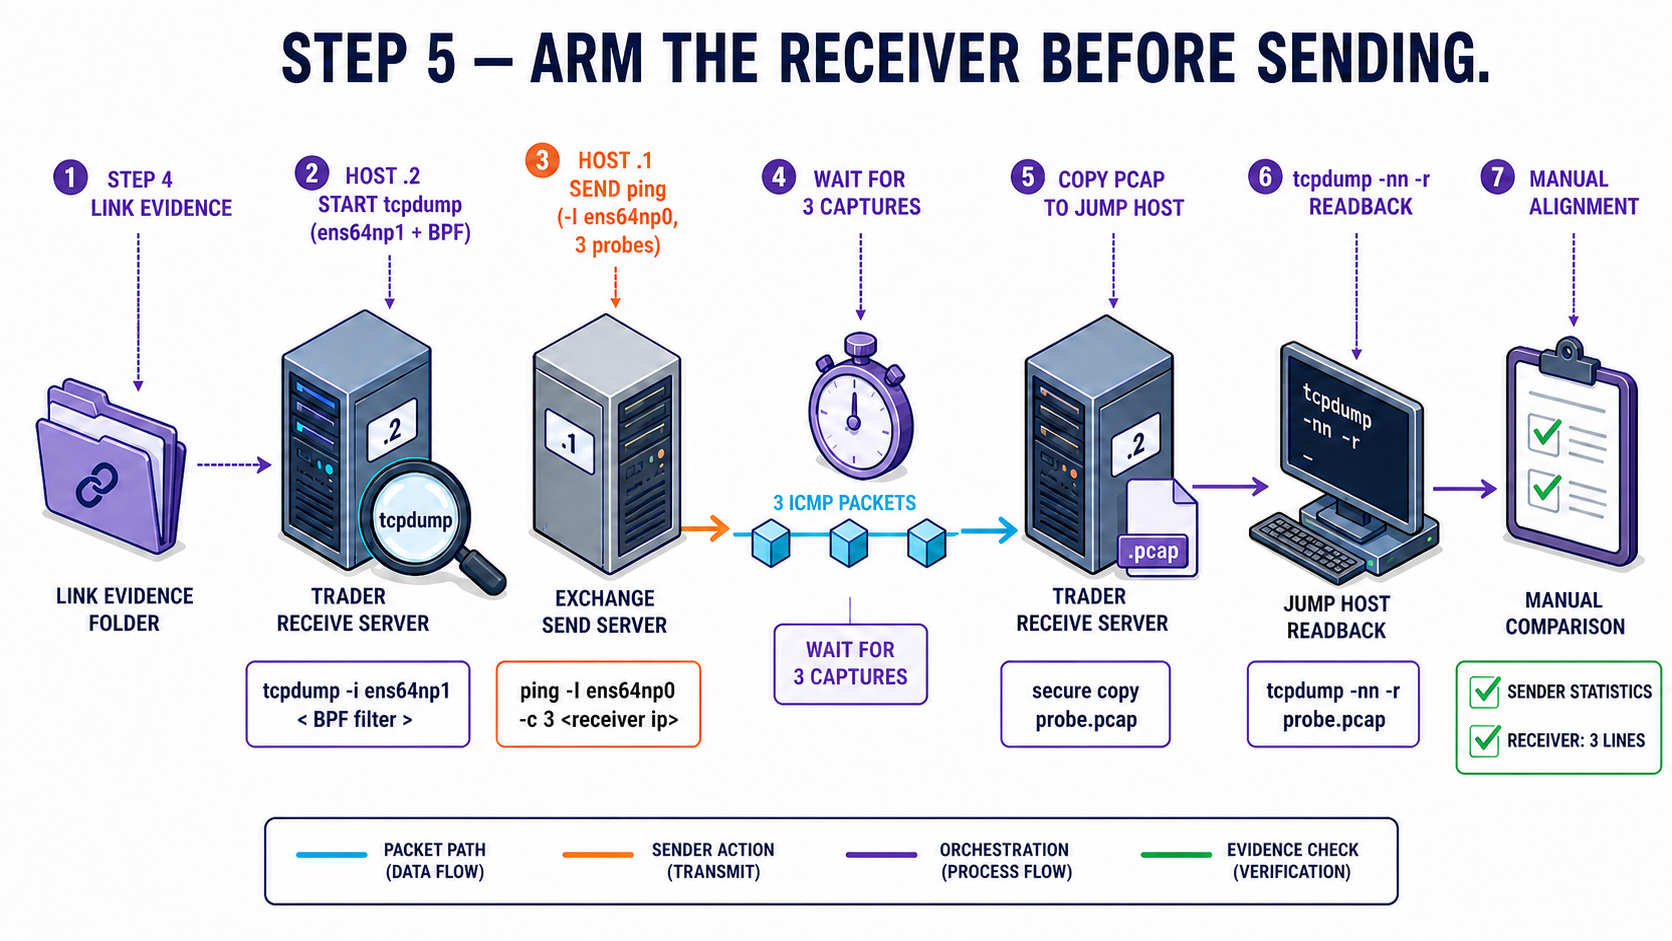 STEP 5 — ARM THE RECEIVER BEFORE SENDING.
1
STEP 4
LINK EVIDENCE
2
HOST .2
START tcpdump
(ens64np1 + BPF)
3
HOST .1
SEND ping
(-I ens64np0,
3 probes)
4
WAIT FOR
3 CAPTURES
5
COPY PCAP
TO JUMP HOST
6
tcpdump -nn -r
READBACK
7
MANUAL
ALIGNMENT
.2
tcpdump
.1
3 ICMP PACKETS
.2
.pcap
tcpdump
-nn -r
_
LINK EVIDENCE
FOLDER
TRADER
RECEIVE SERVER
EXCHANGE
SEND SERVER
TRADER
RECEIVE SERVER
JUMP HOST
READBACK
MANUAL
COMPARISON
tcpdump -i ens64np1
< BPF filter >
ping -I ens64np0
-c 3 <receiver ip>
WAIT FOR
3 CAPTURES
secure copy
probe.pcap
tcpdump -nn -r
probe.pcap
SENDER STATISTICS
RECEIVER: 3 LINES
PACKET PATH
(DATA FLOW)
SENDER ACTION
(TRANSMIT)
ORCHESTRATION
(PROCESS FLOW)
EVIDENCE CHECK
(VERIFICATION)